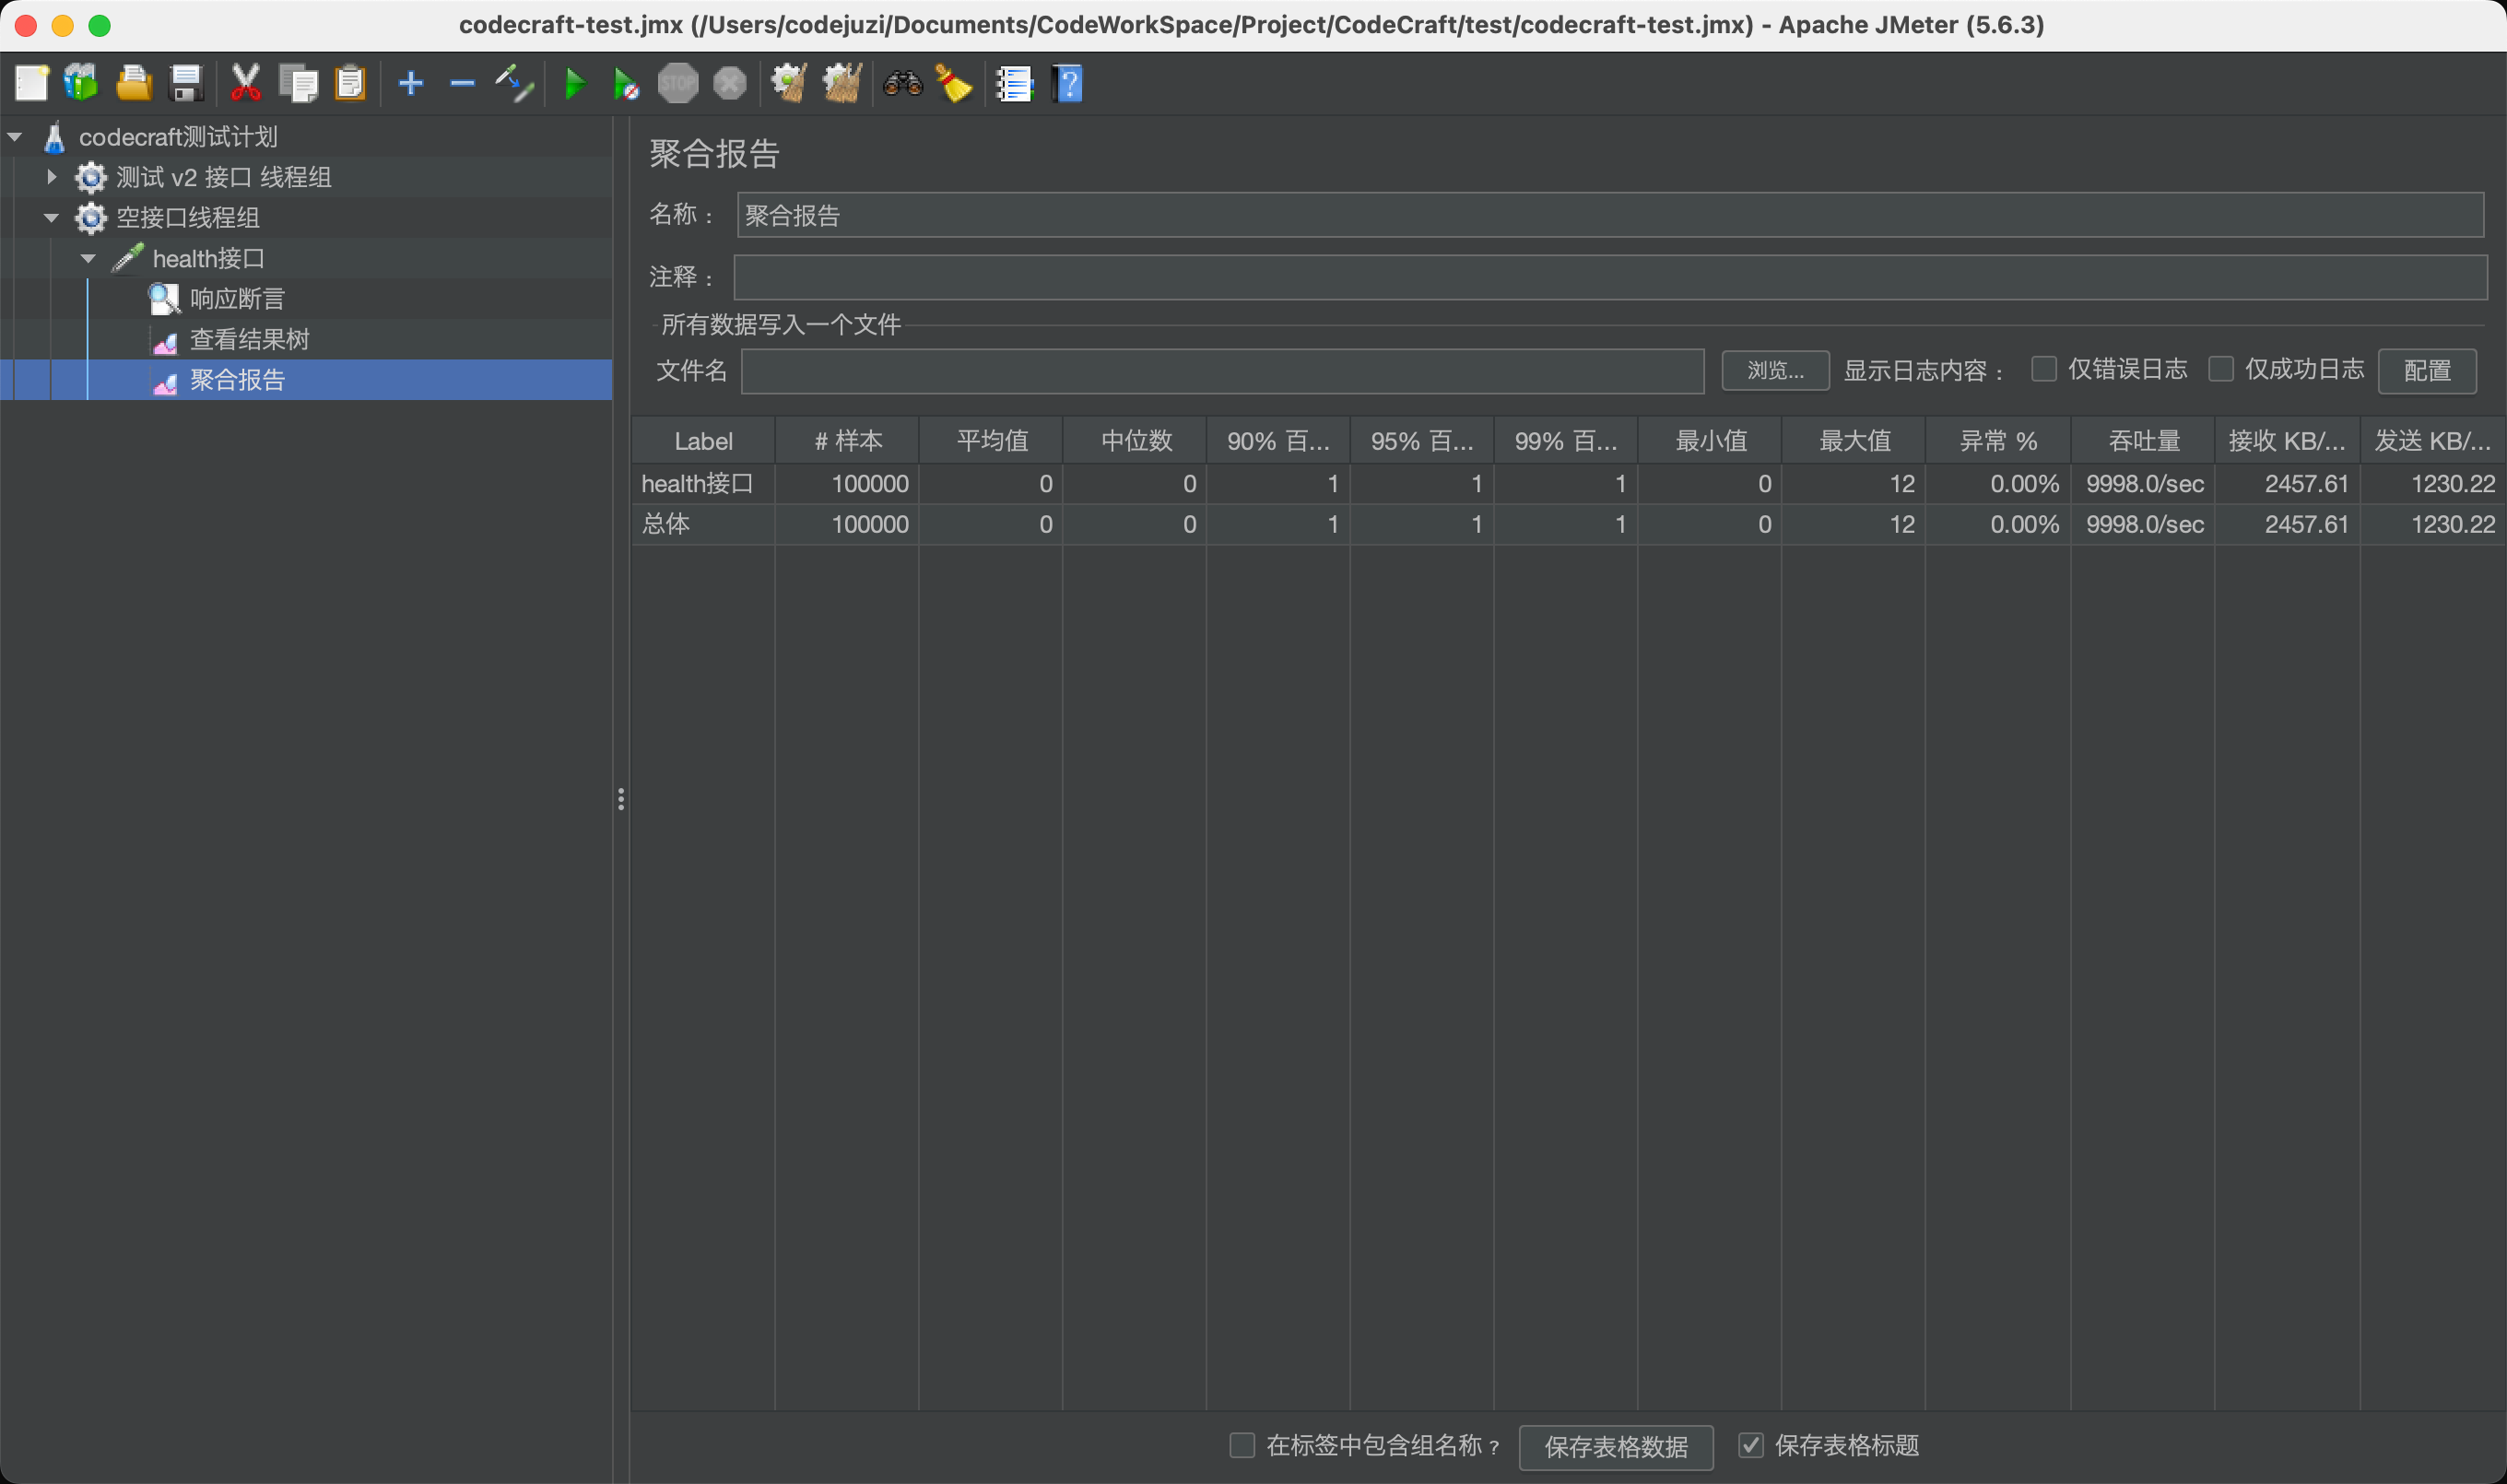 codecraft-test.jmx (/Users/codejuzi/Documents/CodeWorkSpace/Project/CodeCraft/test/codecraft-test.jmx) - Apache JMeter (5.6.3)
STOP
codecraft测试计划
测试 v2 接口 线程组
空接口线程组
health接口
响应断言
查看结果树
聚合报告
聚合报告
名称： 聚合报告
注释：
所有数据写入一个文件
文件名 浏览... 显示日志内容： 仅错误日志 仅成功日志 配置
Label # 样本 平均值 中位数 90% 百... 95% 百... 99% 百... 最小值 最大值 异常 % 吞吐量 接收 KB/... 发送 KB/...
health接口 100000 0 0 1 1 1 0 12 0.00% 9998.0/sec 2457.61 1230.22
总体 100000 0 0 1 1 1 0 12 0.00% 9998.0/sec 2457.61 1230.22
在标签中包含组名称？ 保存表格数据 保存表格标题